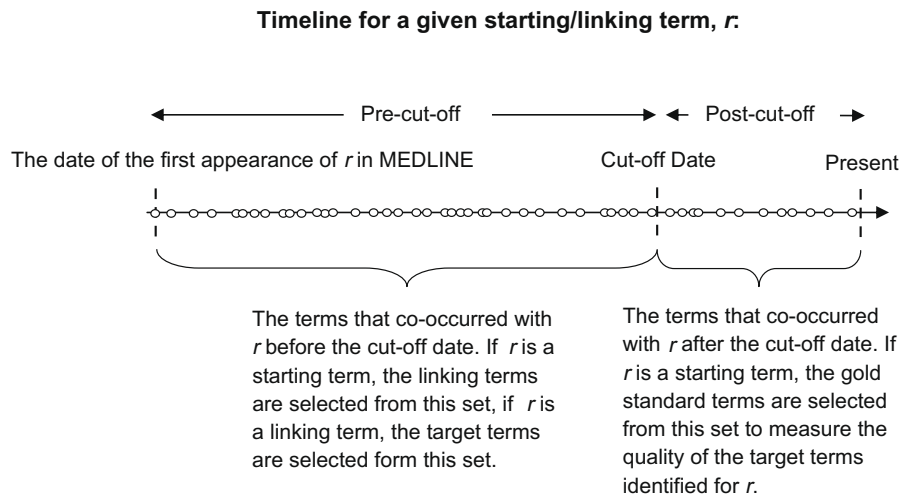 Timeline for a given starting/linking term, r:
Pre-cut-off
Post-cut-off
The date of the first appearance of r in MEDLINE
Cut-off Date
Present
The terms that co-occurred with
r before the cut-off date. If r is a
starting term, the linking terms
are selected from this set, if r is
a linking term, the target terms
are selected form this set.
The terms that co-occurred
with r after the cut-off date. If
r is a starting term, the gold
standard terms are selected
from this set to measure the
quality of the target terms
identified for r.